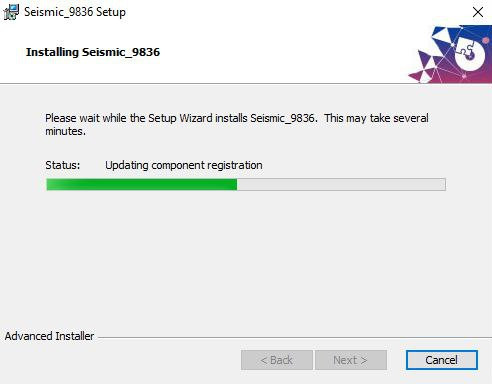 Seismic_9836 Setup
Installing Seismic_9836
Please wait while the Setup Wizard installs Seismic_9836.  This may take several
minutes.
Status: Updating component registration
Advanced Installer
< Back Next > Cancel